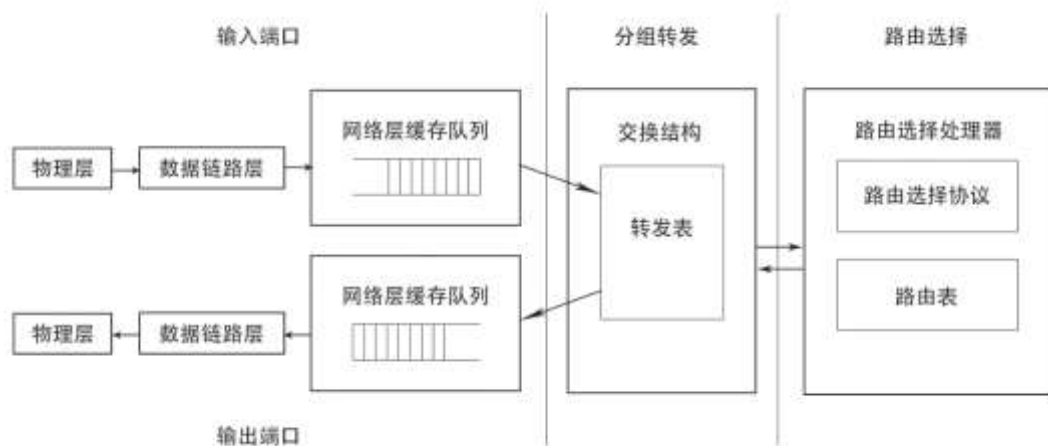 输入端口
分组转发
路由选择
网络层缓存队列
交换结构
路由选择处理器
物理层
数据链路层
路由选择协议
转发表
网络层缓存队列
路由表
物理层
数据链路层
输出端口